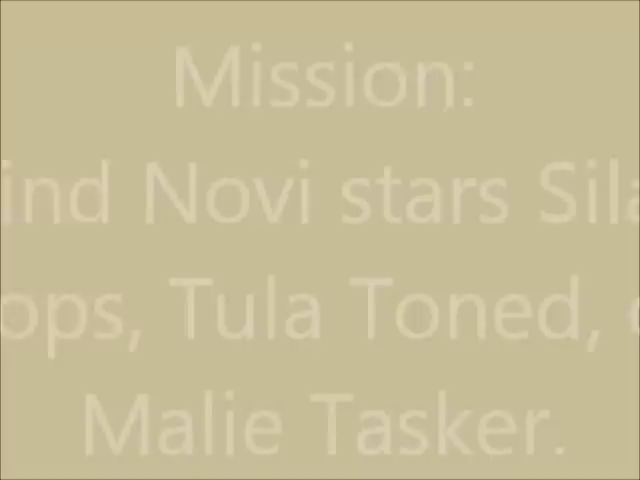 Mission:
ind Novi stars Sila
ops, Tula Toned, o
Malie Tasker.